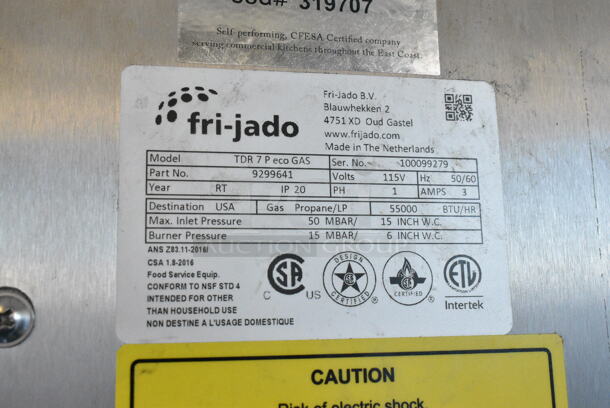 319707
Self-performing, CFESA Certified company
serving commercial kitchens throughout the East Coast.
fri-jado
Fri-Jado B.V.
Blauwhekken 2
4751 XD Oud Gastel
www.frijado.com
Made in The Netherlands
Model TDR 7 P eco GAS Ser. No. 100099279
Part No. 9299641 Volts 115V Hz 50/60
Year RT IP 20 PH 1 AMPS 3
Destination USA Gas Propane/LP 55000 BTU/HR
Max. Inlet Pressure 50 MBAR/ 15 INCH W.C.
Burner Pressure 15 MBAR/ 6 INCH W.C.
ANS Z83.11-2016/
CSA 1.8-2016
Food Service Equip.
CONFORM TO NSF STD 4
INTENDED FOR OTHER
THAN HOUSEHOLD USE
NON DESTINE A L'USAGE DOMESTIQUE
C US
DESIGN CERTIFIED
CERTIFIED
ETL
Intertek
CAUTION
Risk of electric shock